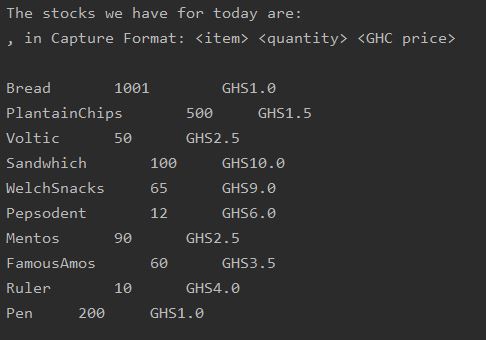 The stocks we have for today are:
, in Capture Format: <item> <quantity> <GHC price>
Bread 1001 GHS1.0
PlantainChips 500 GHS1.5
Voltic 50 GHS2.5
Sandwhich 100 GHS10.0
WelchSnacks 65 GHS9.0
Pepsodent 12 GHS6.0
Mentos 90 GHS2.5
FamousAmos 60 GHS3.5
Ruler 10 GHS4.0
Pen 200 GHS1.0